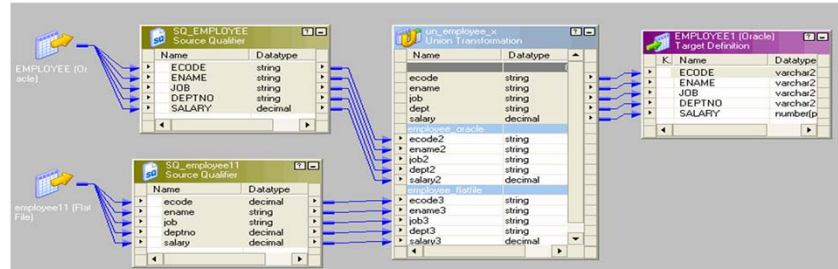 EMPLOYEE (Or
acle)
SQ_EMPLOYEE
Source Qualifier
Name Datatype
ECODE string
ENAME string
JOB string
DEPTNO string
SALARY decimal
employee11 (Flat
File)
SQ_employee11
Source Qualifier
Name Datatype
ecode decimal
ename string
job string
deptno decimal
salary decimal
un_employee_x
Union Transformation
Name Datatype
ecode string
ename string
job string
dept string
salary decimal
employee_oracle
ecode2 string
ename2 string
job2 string
dept2 string
salary2 decimal
employee_flatfile
ecode3 string
ename3 string
job3 string
dept3 string
salary3 decimal
EMPLOYEE1 (Oracle)
Target Definition
K Name Datatype
ECODE varchar2
ENAME varchar2
JOB varchar2
DEPTNO varchar2
SALARY number(p